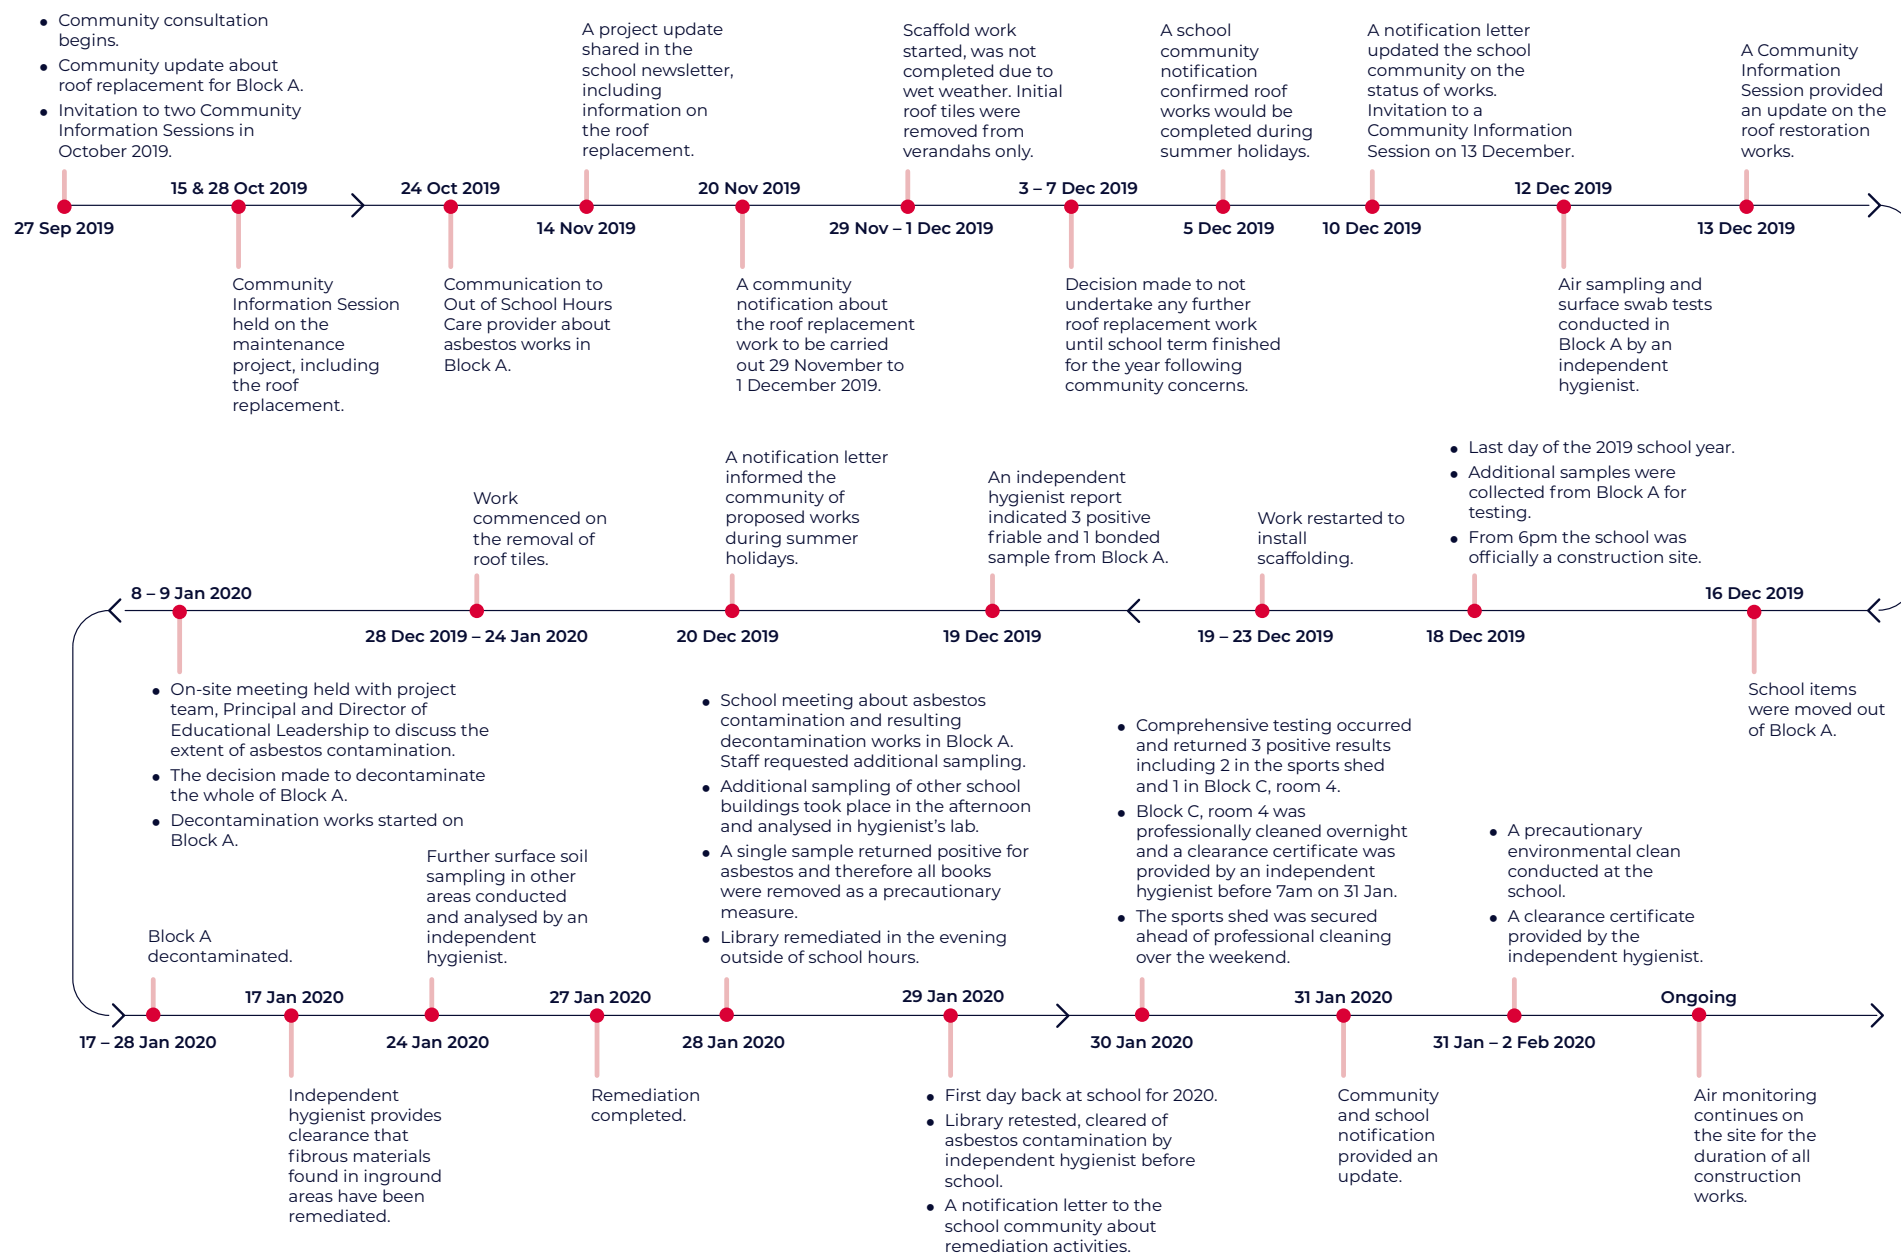 • Community consultation
begins.
• Community update about
roof replacement for Block A.
• Invitation to two Community
Information Sessions in
October 2019.
27 Sep 2019
15 & 28 Oct 2019
Community
Information Session
held on the
maintenance
project, including
the roof
replacement.
24 Oct 2019
Communication to
Out of School Hours
Care provider about
asbestos works in
Block A.
A project update
shared in the
school newsletter,
including
information on
the roof
replacement.
14 Nov 2019
20 Nov 2019
A community
notification about
the roof replacement
work to be carried
out 29 November to
1 December 2019.
Scaffold work
started, was not
completed due to
wet weather. Initial
roof tiles were
removed from
verandahs only.
29 Nov – 1 Dec 2019
3 – 7 Dec 2019
Decision made to not
undertake any further
roof replacement work
until school term finished
for the year following
community concerns.
A school
community
notification
confirmed roof
works would be
completed during
summer holidays.
5 Dec 2019
A notification letter
updated the school
community on the
status of works.
Invitation to a
Community Information
Session on 13 December.
10 Dec 2019
12 Dec 2019
Air sampling and
surface swab tests
conducted in
Block A by an
independent
hygienist.
A Community
Information
Session provided
an update on the
roof restoration
works.
13 Dec 2019
16 Dec 2019
School items
were moved out
of Block A.
• Last day of the 2019 school year.
• Additional samples were
collected from Block A for
testing.
• From 6pm the school was
officially a construction site.
18 Dec 2019
Work restarted to
install
scaffolding.
19 – 23 Dec 2019
An independent
hygienist report
indicated 3 positive
friable and 1 bonded
sample from Block A.
19 Dec 2019
A notification letter
informed the
community of
proposed works
during summer
holidays.
20 Dec 2019
Work
commenced on
the removal of
roof tiles.
28 Dec 2019 – 24 Jan 2020
8 – 9 Jan 2020
• On-site meeting held with project
team, Principal and Director of
Educational Leadership to discuss the
extent of asbestos contamination.
• The decision made to decontaminate
the whole of Block A.
• Decontamination works started on
Block A.
Block A
decontaminated.
17 – 28 Jan 2020
17 Jan 2020
Independent
hygienist provides
clearance that
fibrous materials
found in inground
areas have been
remediated.
Further surface soil
sampling in other
areas conducted
and analysed by an
independent
hygienist.
24 Jan 2020
27 Jan 2020
Remediation
completed.
• School meeting about asbestos
contamination and resulting
decontamination works in Block A.
Staff requested additional sampling.
• Additional sampling of other school
buildings took place in the afternoon
and analysed in hygienist’s lab.
• A single sample returned positive for
asbestos and therefore all books
were removed as a precautionary
measure.
• Library remediated in the evening
outside of school hours.
28 Jan 2020
29 Jan 2020
• First day back at school for 2020.
• Library retested, cleared of
asbestos contamination by
independent hygienist before
school.
• A notification letter to the
school community about
remediation activities.
• Comprehensive testing occurred
and returned 3 positive results
including 2 in the sports shed
and 1 in Block C, room 4.
• Block C, room 4 was
professionally cleaned overnight
and a clearance certificate was
provided by an independent
hygienist before 7am on 31 Jan.
• The sports shed was secured
ahead of professional cleaning
over the weekend.
30 Jan 2020
31 Jan 2020
Community
and school
notification
provided an
update.
• A precautionary
environmental clean
conducted at the
school.
• A clearance certificate
provided by the
independent hygienist.
31 Jan – 2 Feb 2020
Ongoing
Air monitoring
continues on
the site for the
duration of all
construction
works.